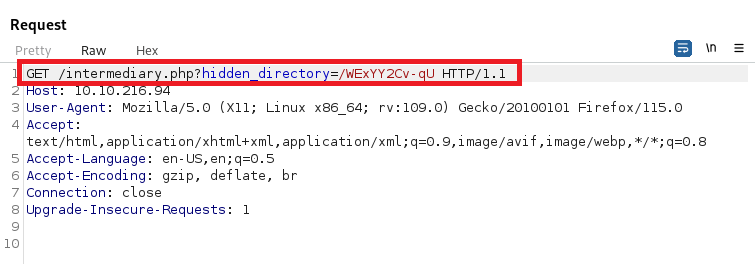 Request
Pretty Raw Hex \n
1 GET /intermediary.php?hidden_directory=/WExYY2Cv-qU HTTP/1.1
2 Host: 10.10.216.94
3 User-Agent: Mozilla/5.0 (X11; Linux x86_64; rv:109.0) Gecko/20100101 Firefox/115.0
4 Accept:
text/html,application/xhtml+xml,application/xml;q=0.9,image/avif,image/webp,*/*;q=0.8
5 Accept-Language: en-US,en;q=0.5
6 Accept-Encoding: gzip, deflate, br
7 Connection: close
8 Upgrade-Insecure-Requests: 1
9
10